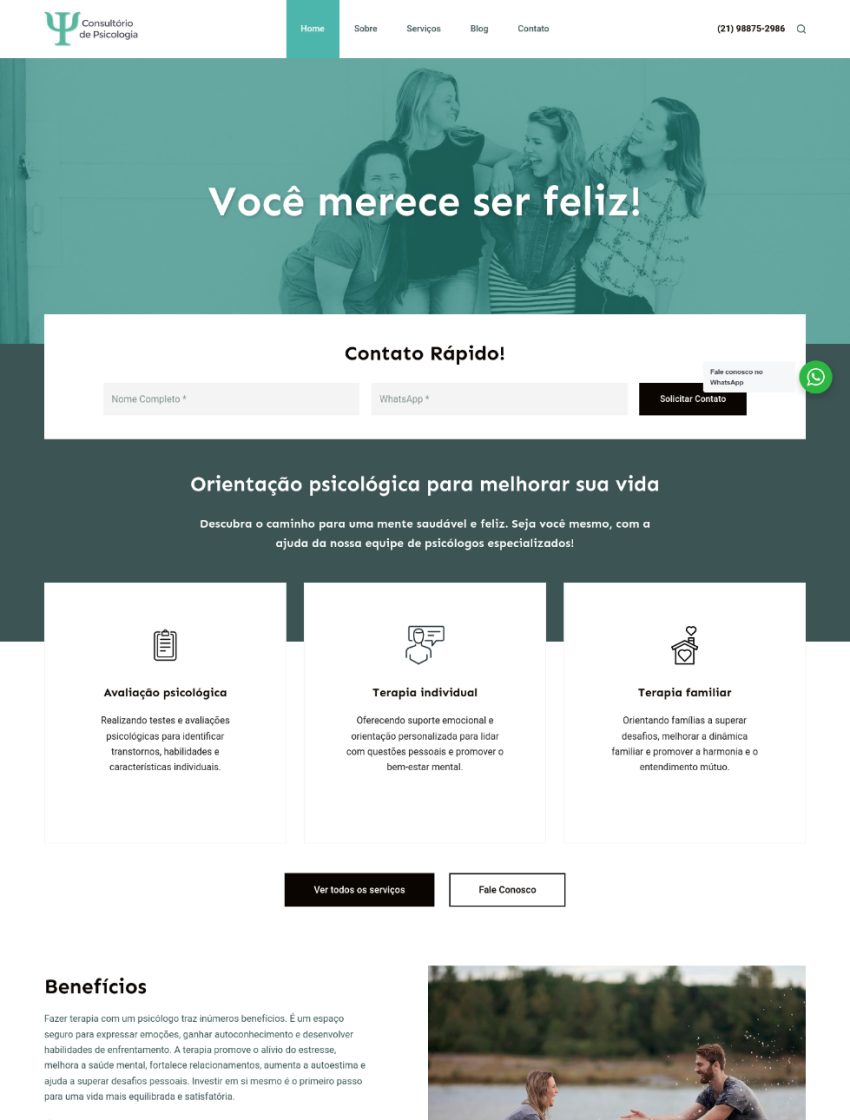 Consultório
de Psicologia
Home Sobre Serviços Blog Contato (21) 98875-2986
Você merece ser feliz!
Contato Rápido!
Fale conosco no
WhatsApp
Nome Completo * WhatsApp * Solicitar Contato
Orientação psicológica para melhorar sua vida
Descubra o caminho para uma mente saudável e feliz. Seja você mesmo, com a
ajuda da nossa equipe de psicólogos especializados!
Avaliação psicológica
Realizando testes e avaliações
psicológicas para identificar
transtornos, habilidades e
características individuais.
Terapia individual
Oferecendo suporte emocional e
orientação personalizada para lidar
com questões pessoais e promover o
bem-estar mental.
Terapia familiar
Orientando famílias a superar
desafios, melhorar a dinâmica
familiar e promover a harmonia e o
entendimento mútuo.
Ver todos os serviços Fale Conosco
Benefícios
Fazer terapia com um psicólogo traz inúmeros benefícios. É um espaço
seguro para expressar emoções, ganhar autoconhecimento e desenvolver
habilidades de enfrentamento. A terapia promove o alívio do estresse,
melhora a saúde mental, fortalece relacionamentos, aumenta a autoestima e
ajuda a superar desafios pessoais. Investir em si mesmo é o primeiro passo
para uma vida mais equilibrada e satisfatória.